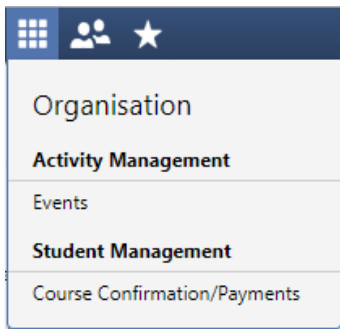 Organisation
Activity Management
Events
Student Management
Course Confirmation/Payments